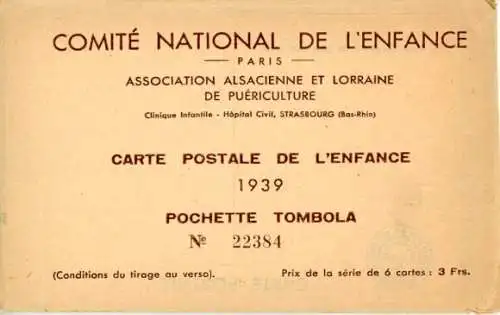 COMITÉ NATIONAL DE L'ENFANCE
PARIS
ASSOCIATION ALSACIENNE ET LORRAINE
DE PUÉRICULTURE
Clinique Infantile - Hôpital Civil, STRASBOURG (Bas-Rhin)
CARTE POSTALE DE L'ENFANCE
1939
POCHETTE TOMBOLA
Nº 22384
(Conditions du tirage au verso). Prix de la série de 6 cartes : 3 Frs.